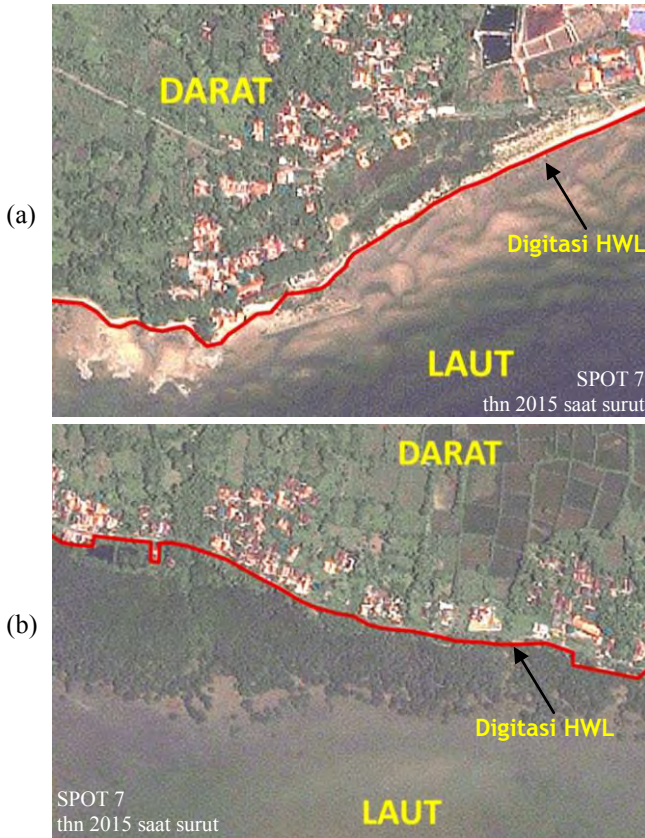 (a)
DARAT
Digitasi HWL
LAUT
SPOT 7
thn 2015 saat surut
(b)
DARAT
Digitasi HWL
SPOT 7
thn 2015 saat surut
LAUT